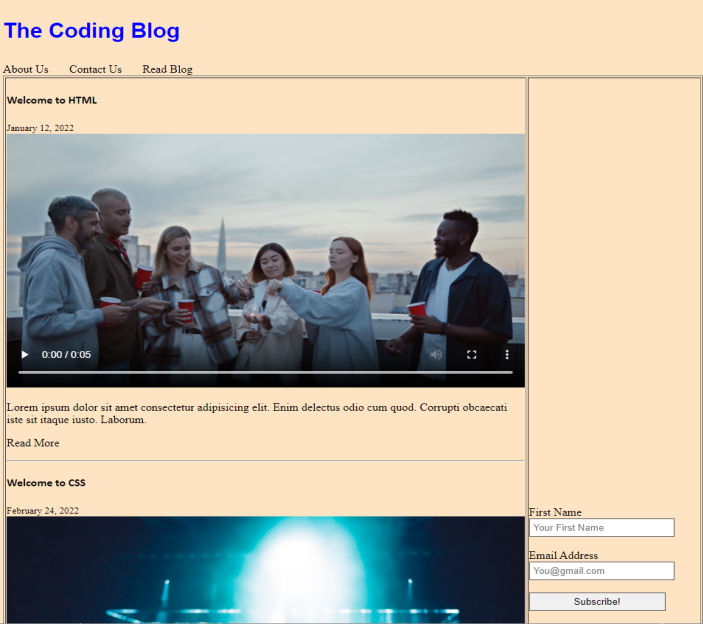 The Coding Blog
About Us Contact Us Read Blog
Welcome to HTML
January 12, 2022
0:00 / 0:05
Lorem ipsum dolor sit amet consectetur adipisicing elit. Enim delectus odio cum quod. Corrupti obcaecati
iste sit itaque iusto. Laborum.
Read More
Welcome to CSS
February 24, 2022
First Name
Your First Name
Email Address
You@gmail.com
Subscribe!